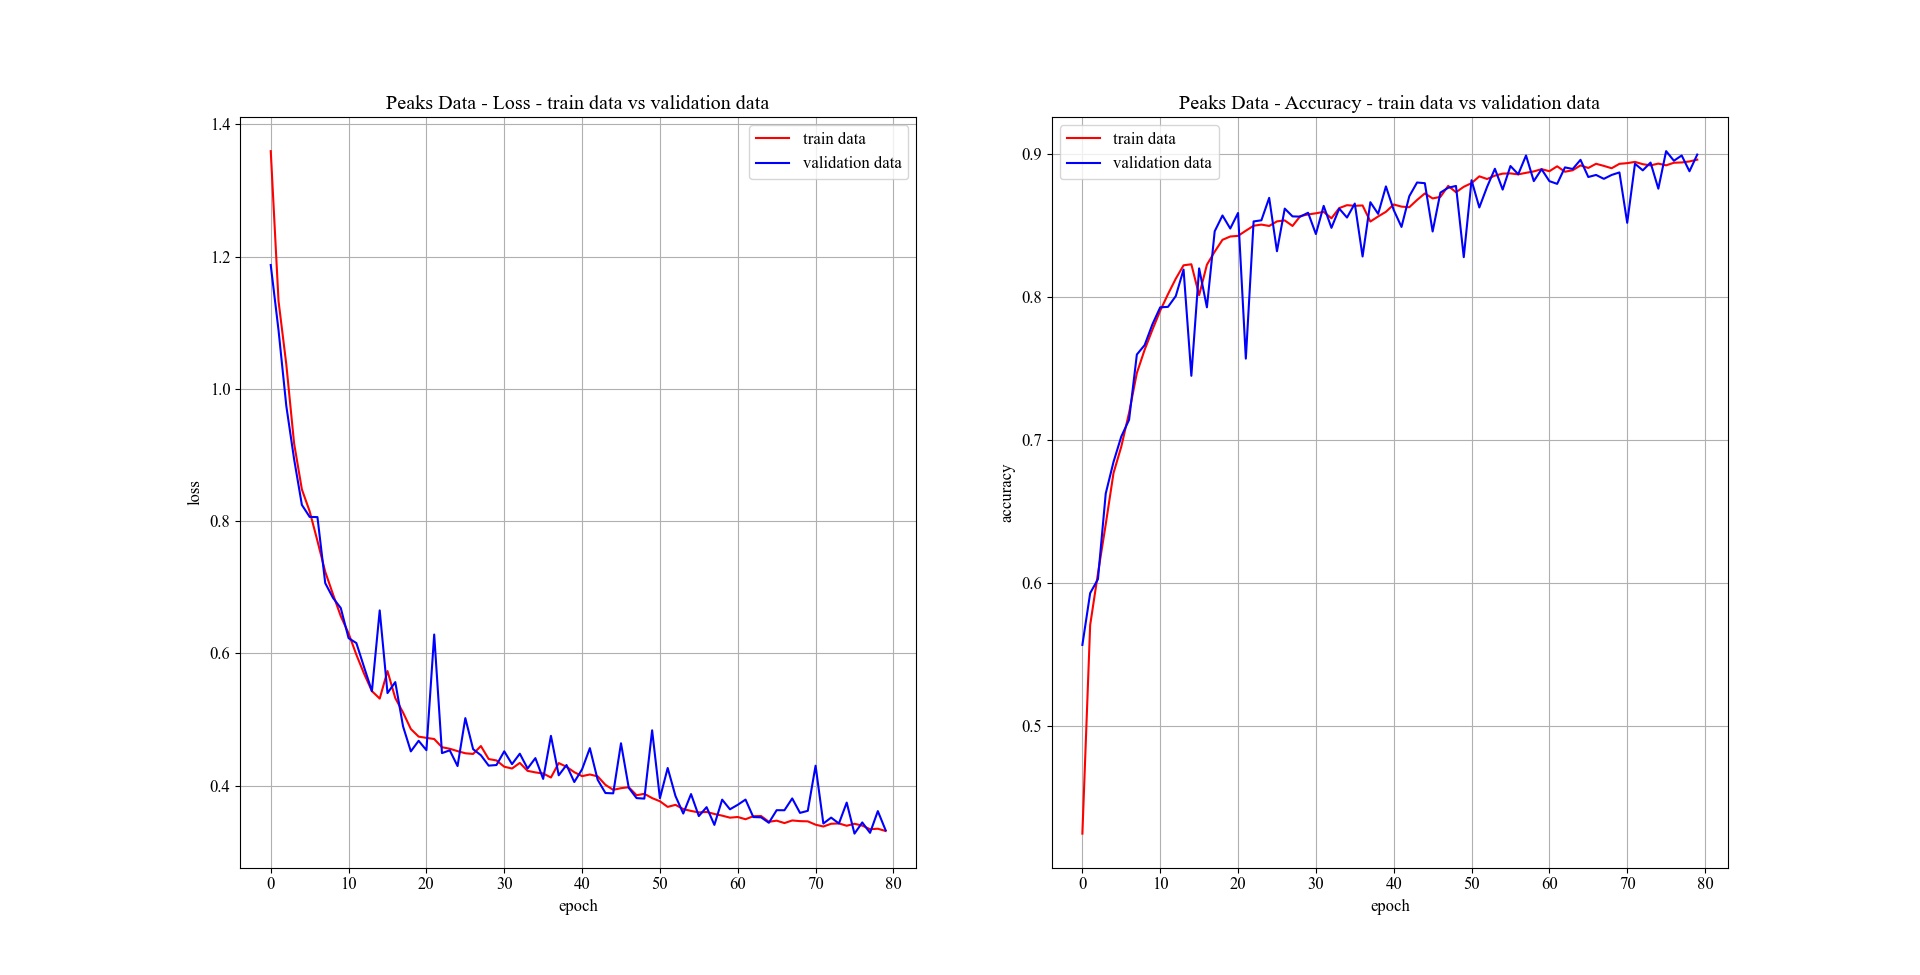 Peaks Data - Loss - train data vs validation data
train data
validation data
1.4
1.2
1.0
0.8
0.6
0.4
loss
0 10 20 30 40 50 60 70 80
epoch
Peaks Data - Accuracy - train data vs validation data
train data
validation data
0.9
0.8
0.7
0.6
0.5
accuracy
0 10 20 30 40 50 60 70 80
epoch